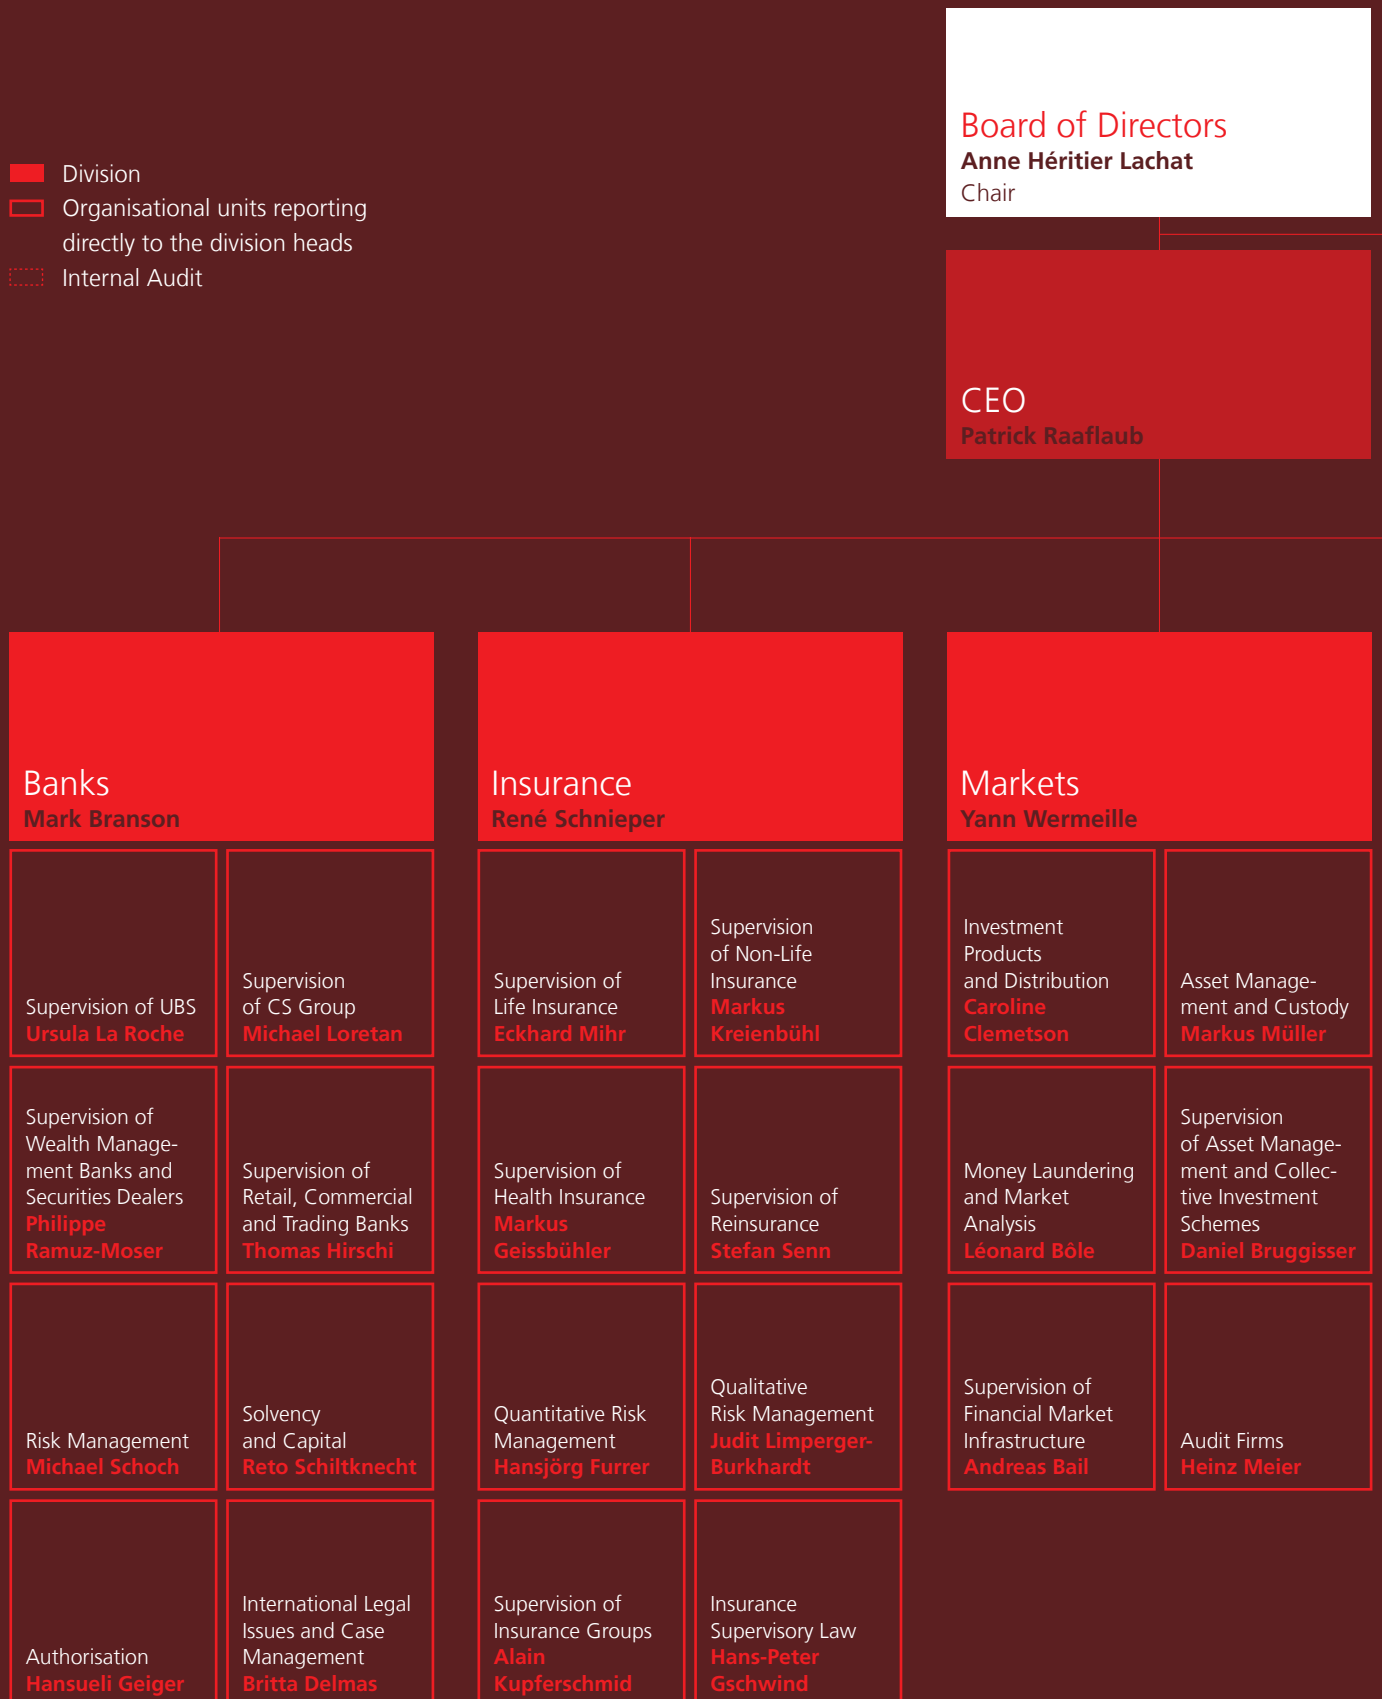 Board of Directors
Anne Héritier Lachat
Chair
Division
Organisational units reporting
directly to the division heads
Internal Audit
CEO
Patrick Raaflaub
Banks
Mark Branson
Insurance
René Schnieper
Markets
Yann Wermeille
Supervision of UBS
Ursula La Roche
Supervision
of CS Group
Michael Loretan
Supervision of
Life Insurance
Eckhard Mihr
Supervision
of Non-Life
Insurance
Markus
Kreienbühl
Investment
Products
and Distribution
Caroline
Clemetson
Asset Manage-
ment and Custody
Markus Müller
Supervision of
Wealth Manage-
ment Banks and
Securities Dealers
Philippe
Ramuz-Moser
Supervision of
Retail, Commercial
and Trading Banks
Thomas Hirschi
Supervision of
Health Insurance
Markus
Geissbühler
Supervision of
Reinsurance
Stefan Senn
Money Laundering
and Market
Analysis
Léonard Bôle
Supervision
of Asset Manage-
ment and Collec-
tive Investment
Schemes
Daniel Bruggisser
Risk Management
Michael Schoch
Solvency
and Capital
Reto Schiltknecht
Quantitative Risk
Management
Hansjörg Furrer
Qualitative
Risk Management
Judit Limperger-
Burkhardt
Supervision of
Financial Market
Infrastructure
Andreas Bail
Audit Firms
Heinz Meier
Authorisation
Hansueli Geiger
International Legal
Issues and Case
Management
Britta Delmas
Supervision of
Insurance Groups
Alain
Kupferschmid
Insurance
Supervisory Law
Hans-Peter
Gschwind